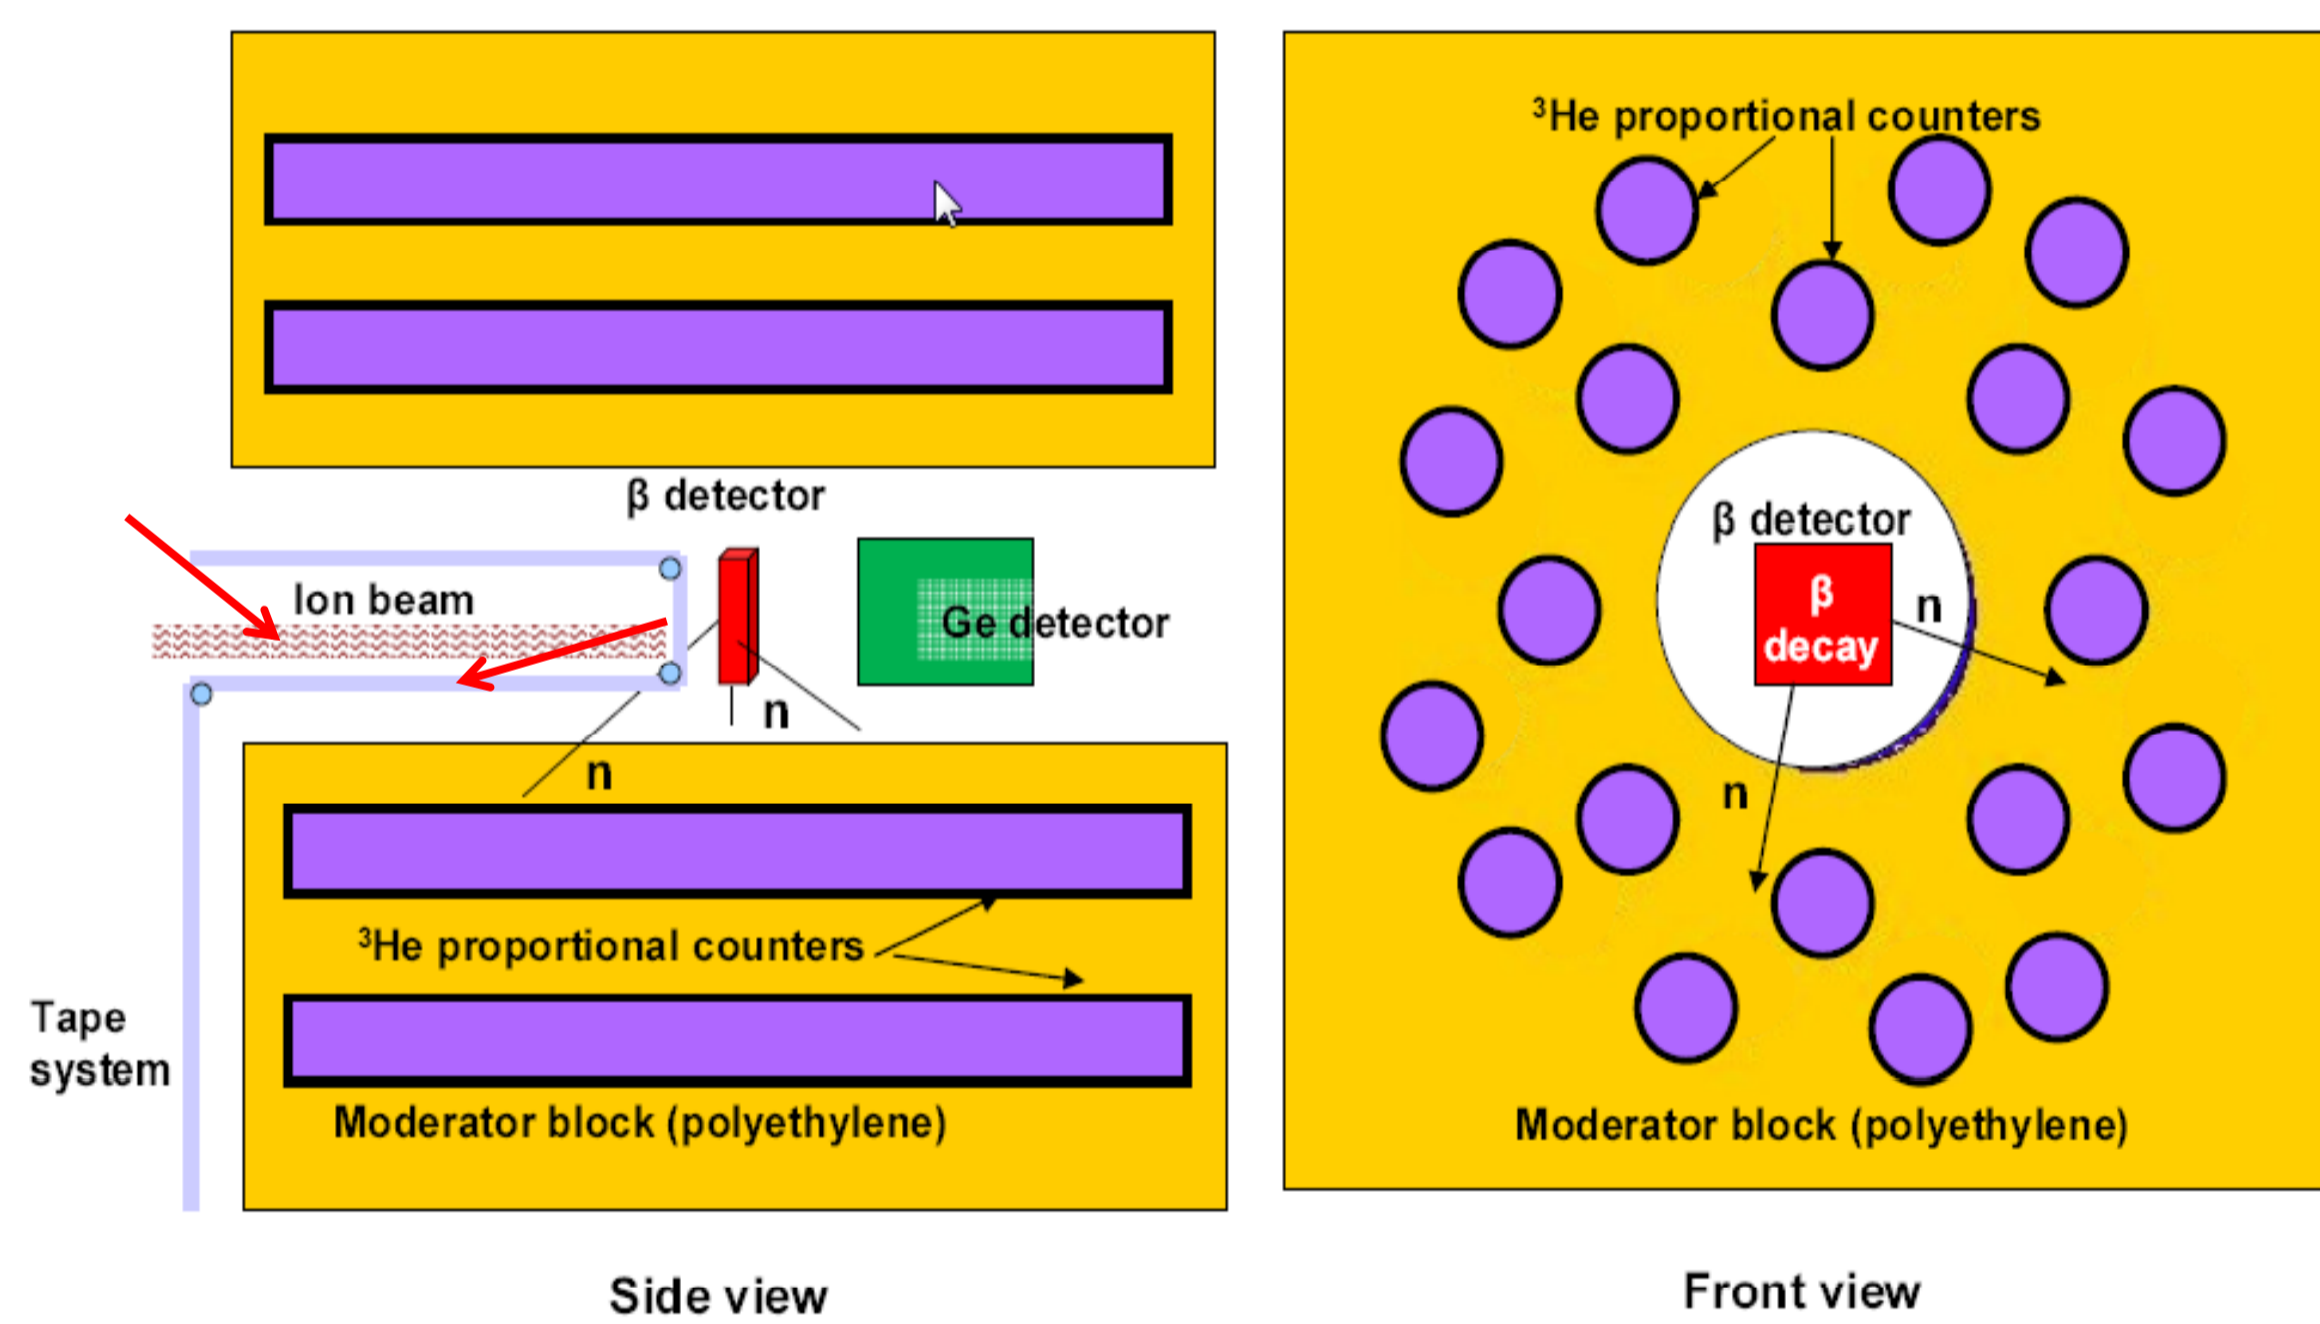 β detector
Ion beam
Ge detector
n
n
³He proportional counters
Tape
system
Moderator block (polyethylene)
Side view
³He proportional counters
β detector
β
decay
n
n
Moderator block (polyethylene)
Front view